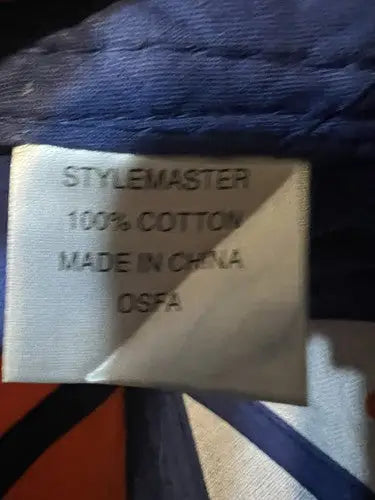 STYLEMASTER
100% COTTON
MADE IN CHINA
OSFA